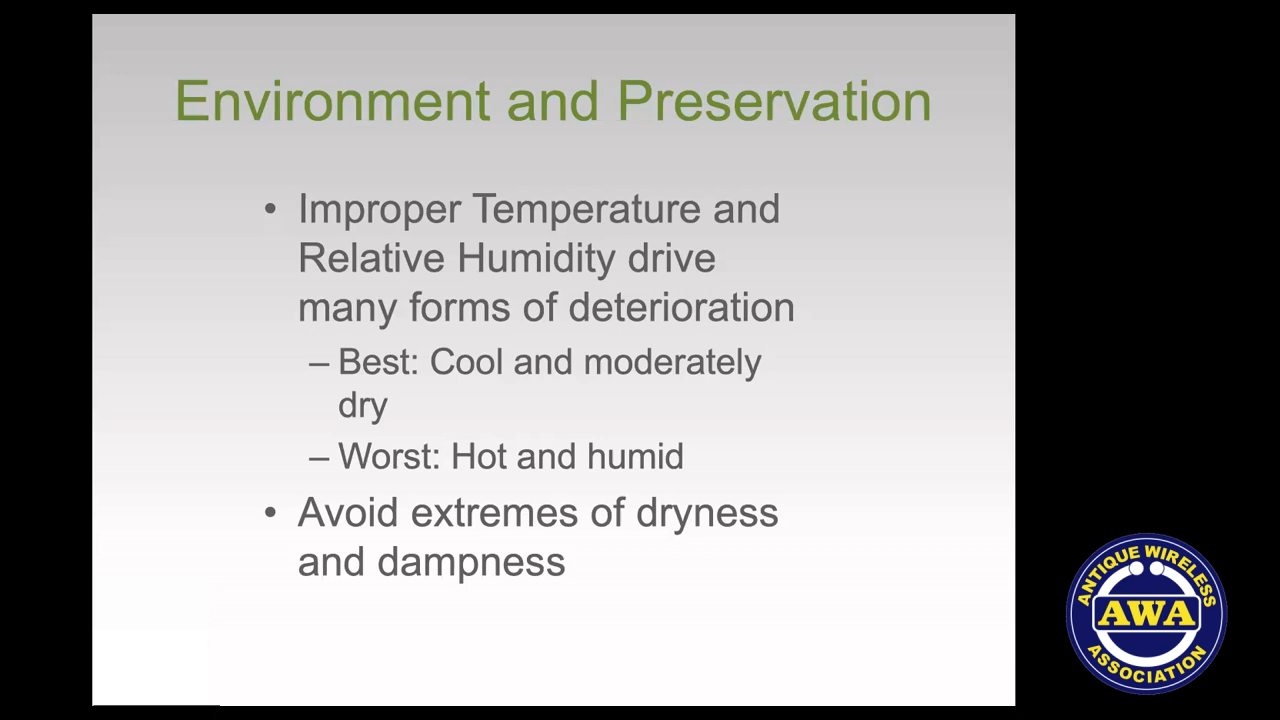 Environment and Preservation
• Improper Temperature and
Relative Humidity drive
many forms of deterioration
– Best: Cool and moderately
dry
– Worst: Hot and humid
• Avoid extremes of dryness
and dampness
ANTIQUE WIRELESS
AWA
ASSOCIATION